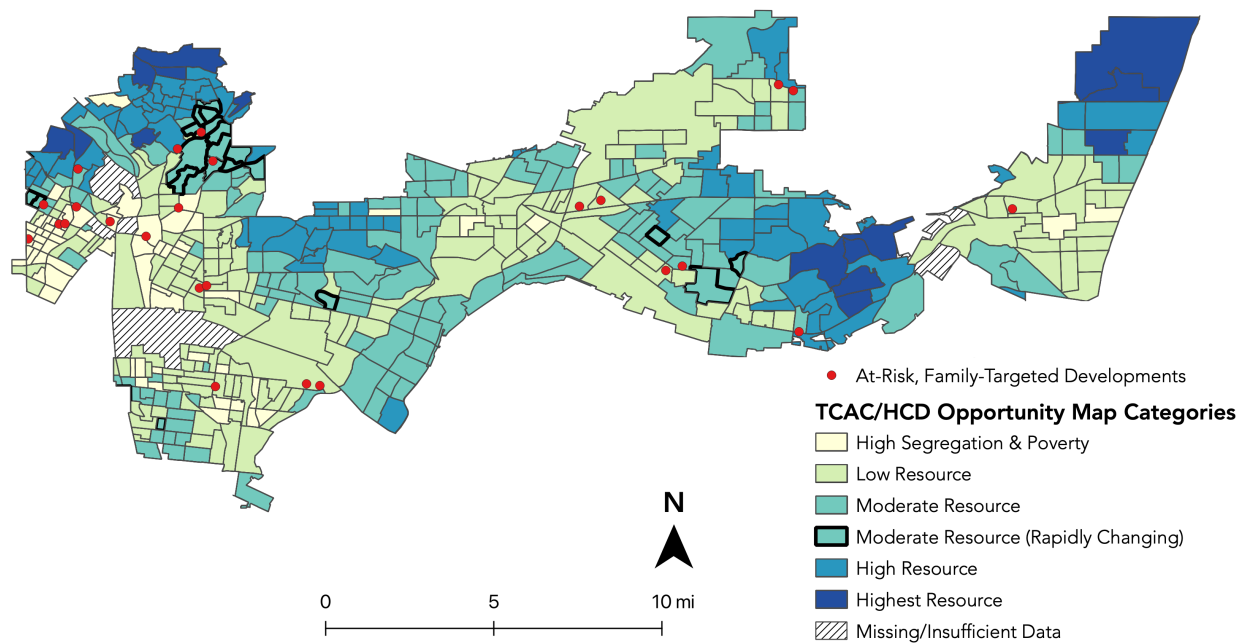 At-Risk, Family-Targeted Developments
TCAC/HCD Opportunity Map Categories
High Segregation & Poverty
Low Resource
Moderate Resource
Moderate Resource (Rapidly Changing)
High Resource
Highest Resource
Missing/Insufficient Data
N
0 5 10 mi